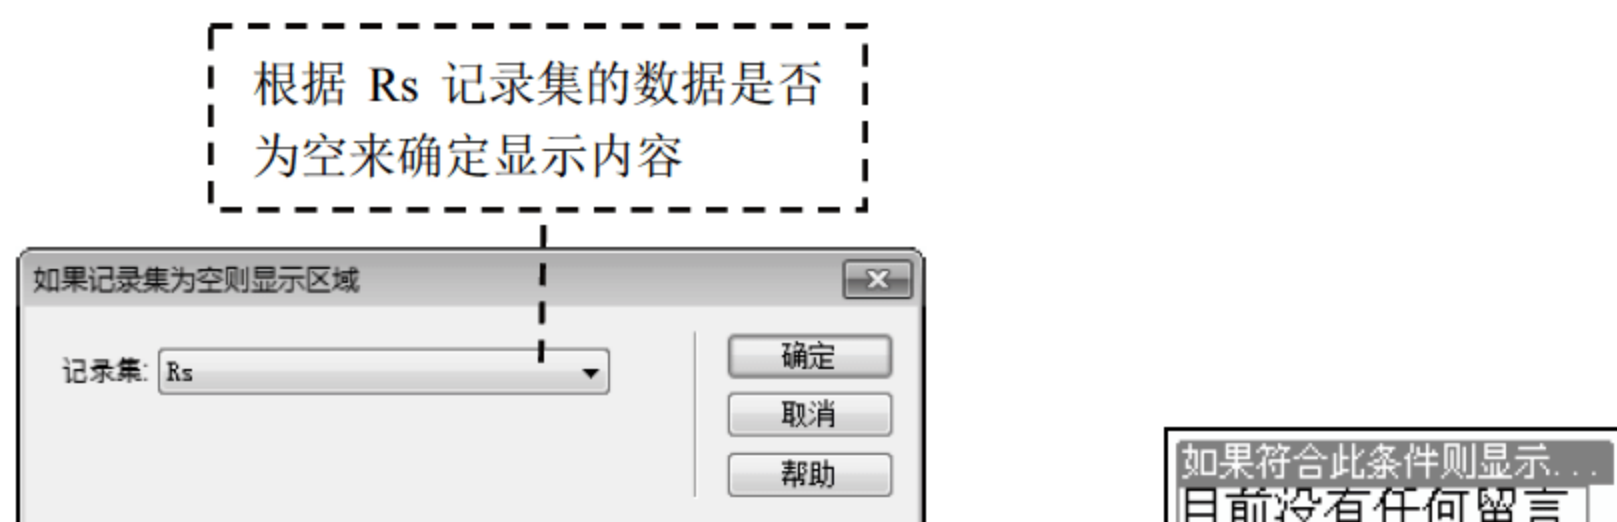 根据 Rs 记录集的数据是否
为空来确定显示内容
如果记录集为空则显示区域
记录集: Rs
确定
取消
帮助
如果符合此条件则显示...
目前没有任何留言